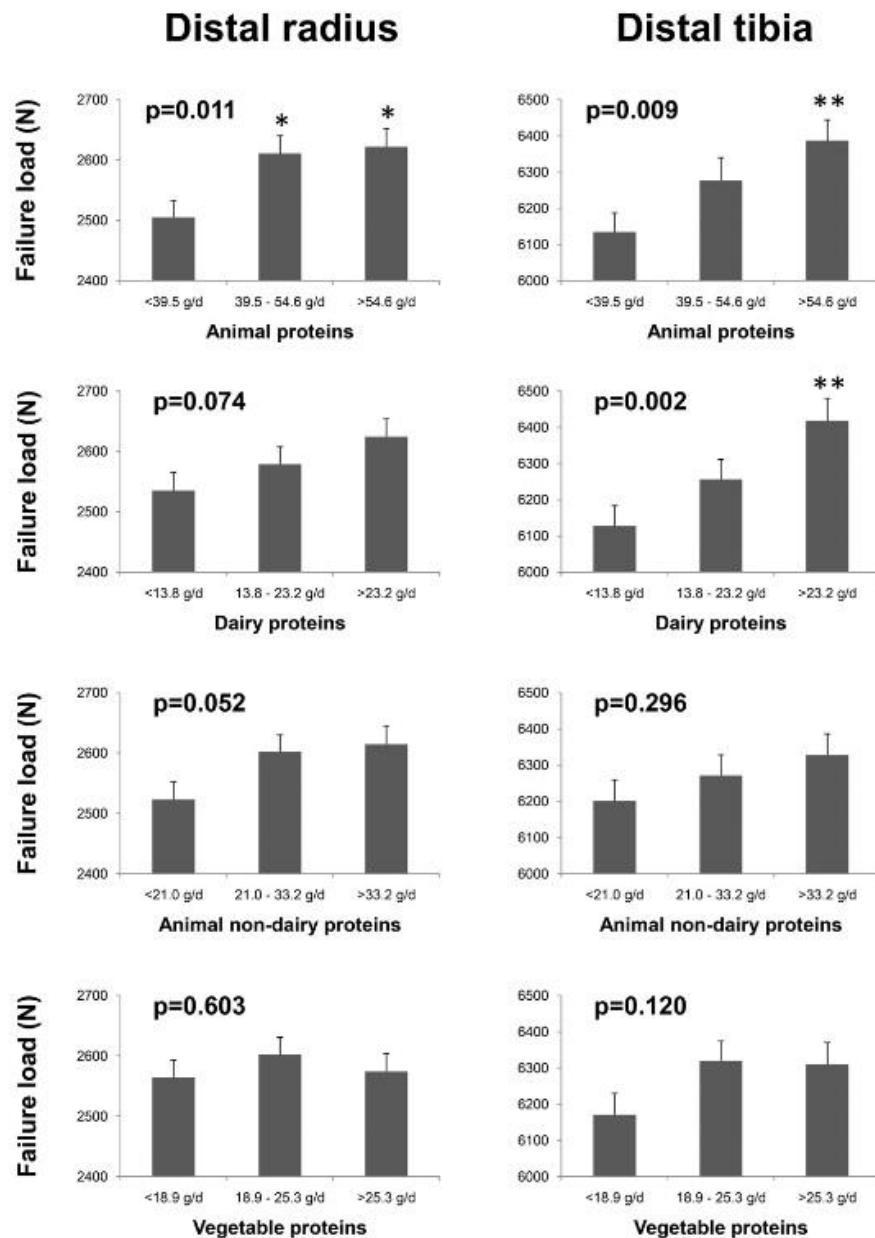 Distal radius
Distal tibia
Failure load (N)
2700
2600
2500
2400
p=0.011
*
*
<39.5 g/d
39.5 - 54.6 g/d
>54.6 g/d
Animal proteins
6500
6400
6300
6200
6100
6000
p=0.009
**
<39.5 g/d
39.5 - 54.6 g/d
>54.6 g/d
Animal proteins
Failure load (N)
2700
2600
2500
2400
p=0.074
<13.8 g/d
13.8 - 23.2 g/d
>23.2 g/d
Dairy proteins
6500
6400
6300
6200
6100
6000
p=0.002
**
<13.8 g/d
13.8 - 23.2 g/d
>23.2 g/d
Dairy proteins
Failure load (N)
2700
2600
2500
2400
p=0.052
<21.0 g/d
21.0 - 33.2 g/d
>33.2 g/d
Animal non-dairy proteins
6500
6400
6300
6200
6100
6000
p=0.296
<21.0 g/d
21.0 - 33.2 g/d
>33.2 g/d
Animal non-dairy proteins
Failure load (N)
2700
2600
2500
2400
p=0.603
<18.9 g/d
18.9 - 25.3 g/d
>25.3 g/d
Vegetable proteins
6500
6400
6300
6200
6100
6000
p=0.120
<18.9 g/d
18.9 - 25.3 g/d
>25.3 g/d
Vegetable proteins